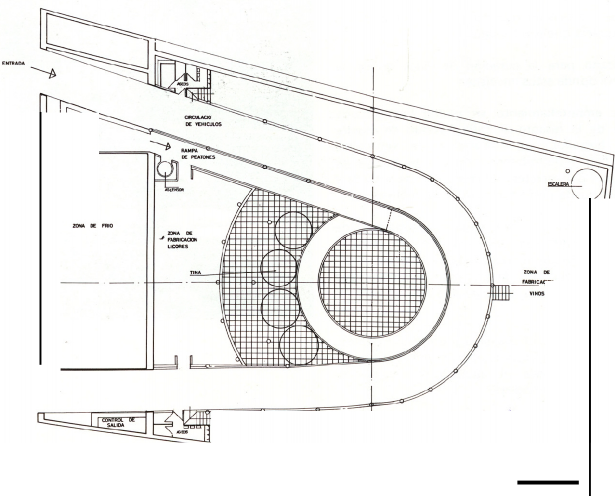 ENTRADA
ASEOS
CIRCULACIO
DE VEHICULOS
RAMPA
DE PEATONES
ESCALERA
ASCENSOR
ZONA DE FRIO
ZONA DE
FABRICACION
LICORES
TINA
ZONA DE
FABRICAC
VINOS
CONTROL DE
SALIDA
ASEOS